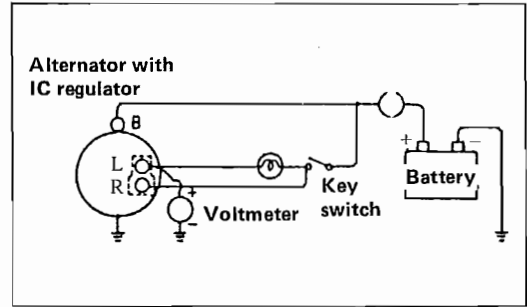 Alternator with
IC regulator
B
L
R
+
-
Voltmeter
Key
switch
+
-
Battery